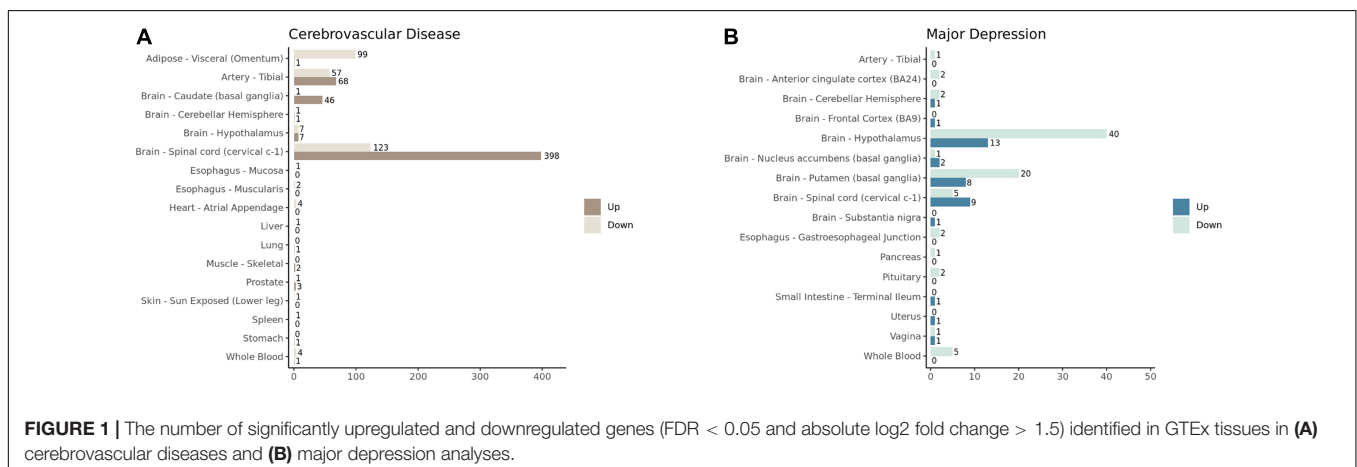 A
Cerebrovascular Disease
Adipose - Visceral (Omentum)
99
1
Artery - Tibial
57
68
Brain - Caudate (basal ganglia)
1
46
Brain - Cerebellar Hemisphere
1
1
Brain - Hypothalamus
7
7
Brain - Spinal cord (cervical c-1)
123
398
Esophagus - Mucosa
1
0
Esophagus - Muscularis
2
0
Heart - Atrial Appendage
4
0
Liver
1
0
Lung
0
1
Muscle - Skeletal
0
2
Prostate
1
3
Skin - Sun Exposed (Lower leg)
1
0
Spleen
1
0
Stomach
0
1
Whole Blood
4
1
0 100 200 300 400
Up
Down
B
Major Depression
Artery - Tibial
1
0
Brain - Anterior cingulate cortex (BA24)
2
0
Brain - Cerebellar Hemisphere
2
1
Brain - Frontal Cortex (BA9)
0
1
Brain - Hypothalamus
40
13
Brain - Nucleus accumbens (basal ganglia)
1
2
Brain - Putamen (basal ganglia)
20
8
Brain - Spinal cord (cervical c-1)
5
9
Brain - Substantia nigra
0
1
Esophagus - Gastroesophageal Junction
2
0
Pancreas
1
0
Pituitary
2
0
Small Intestine - Terminal Ileum
0
1
Uterus
0
1
Vagina
1
1
Whole Blood
5
0
0 10 20 30 40 50
Up
Down
FIGURE 1 | The number of significantly upregulated and downregulated genes (FDR < 0.05 and absolute log2 fold change > 1.5) identified in GTEx tissues in (A)
cerebrovascular diseases and (B) major depression analyses.